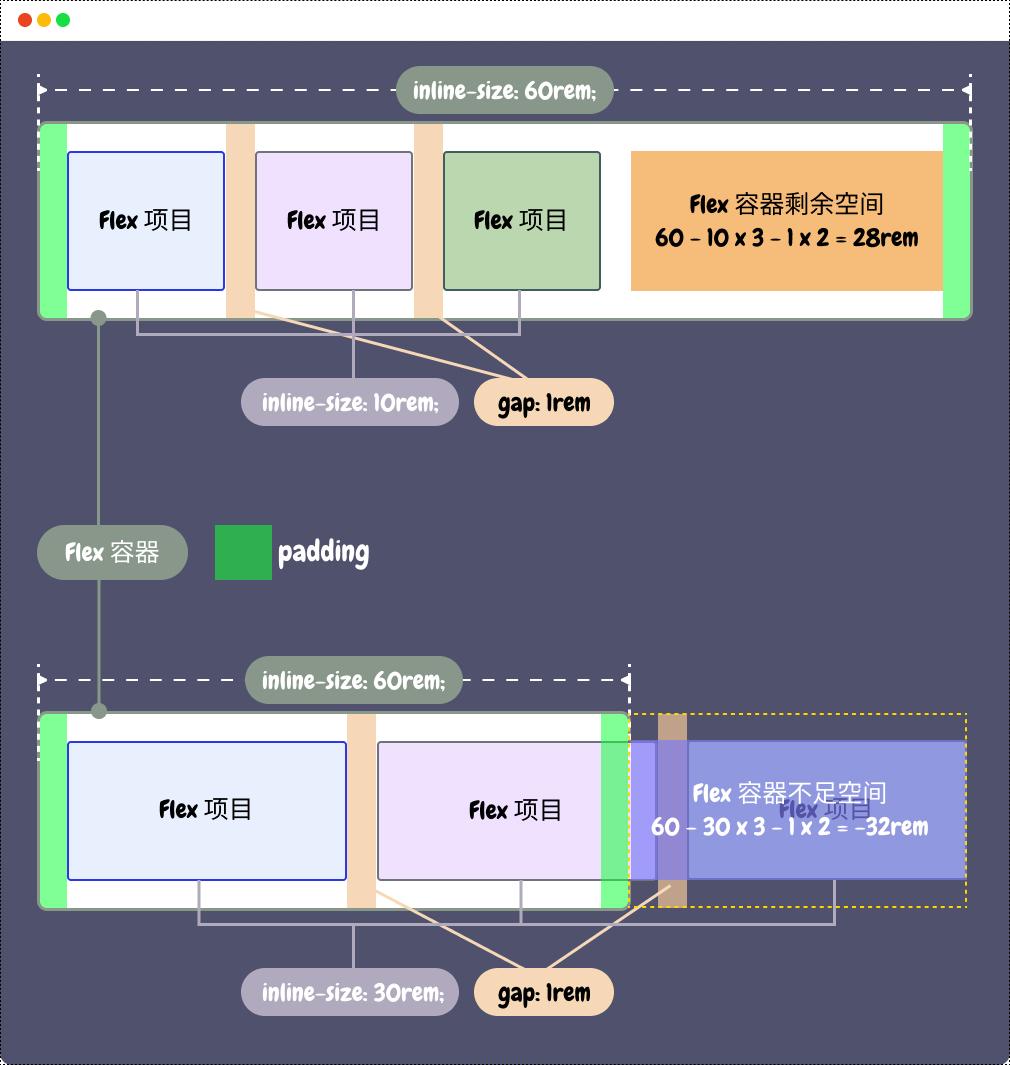 inline-size: 60rem;
Flex 项目
Flex 项目
Flex 项目
Flex 容器剩余空间
60 - 10 x 3 - 1 x 2 = 28rem
inline-size: 10rem;
gap: 1rem
Flex 容器
padding
inline-size: 60rem;
Flex 项目
Flex 项目
Flex 容器不足空间
Flex 项目
60 - 30 x 3 - 1 x 2 = -32rem
inline-size: 30rem;
gap: 1rem